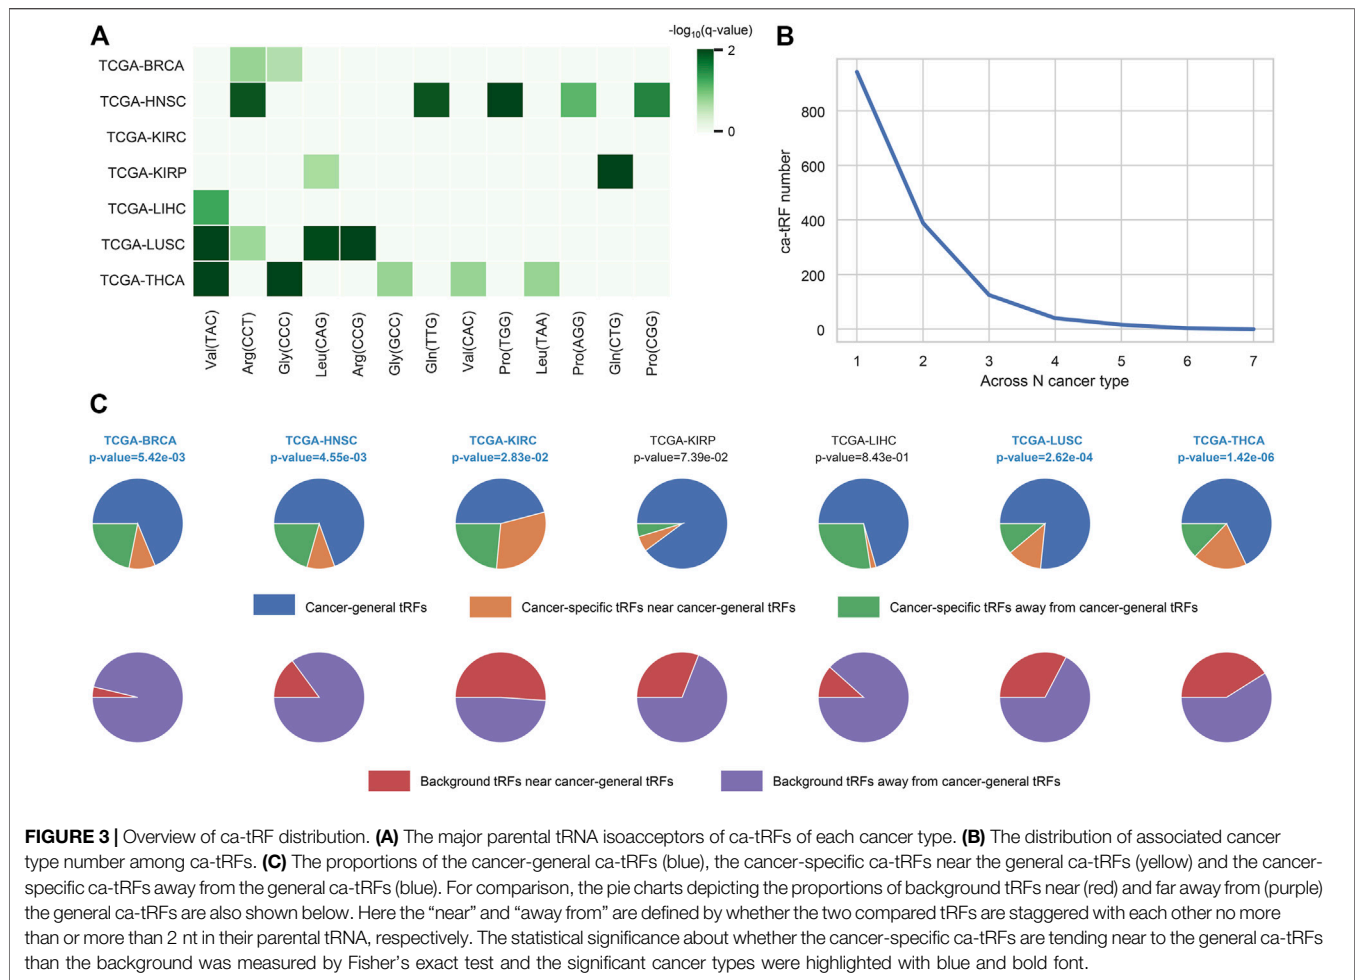 A
-log10(q-value)
2
0
TCGA-BRCA
TCGA-HNSC
TCGA-KIRC
TCGA-KIRP
TCGA-LIHC
TCGA-LUSC
TCGA-THCA
Val(TAC)
Arg(CCT)
Gly(CCC)
Leu(CAG)
Arg(CCG)
Gly(GCC)
Gln(TTG)
Val(CAC)
Pro(TGG)
Leu(TAA)
Pro(AGG)
Gln(CTG)
Pro(CGG)
B
ca-tRF number
800
600
400
200
0
1 2 3 4 5 6 7
Across N cancer type
C
TCGA-BRCA
p-value=5.42e-03
TCGA-HNSC
p-value=4.55e-03
TCGA-KIRC
p-value=2.83e-02
TCGA-KIRP
p-value=7.39e-02
TCGA-LIHC
p-value=8.43e-01
TCGA-LUSC
p-value=2.62e-04
TCGA-THCA
p-value=1.42e-06
Cancer-general tRFs
Cancer-specific tRFs near cancer-general tRFs
Cancer-specific tRFs away from cancer-general tRFs
Background tRFs near cancer-general tRFs
Background tRFs away from cancer-general tRFs
FIGURE 3 | Overview of ca-tRF distribution. (A) The major parental tRNA isoacceptors of ca-tRFs of each cancer type. (B) The distribution of associated cancer
type number among ca-tRFs. (C) The proportions of the cancer-general ca-tRFs (blue), the cancer-specific ca-tRFs near the general ca-tRFs (yellow) and the cancer-
specific ca-tRFs away from the general ca-tRFs (blue). For comparison, the pie charts depicting the proportions of background tRFs near (red) and far away from (purple)
the general ca-tRFs are also shown below. Here the “near” and “away from” are defined by whether the two compared tRFs are staggered with each other no more
than or more than 2 nt in their parental tRNA, respectively. The statistical significance about whether the cancer-specific ca-tRFs are tending near to the general ca-tRFs
than the background was measured by Fisher’s exact test and the significant cancer types were highlighted with blue and bold font.